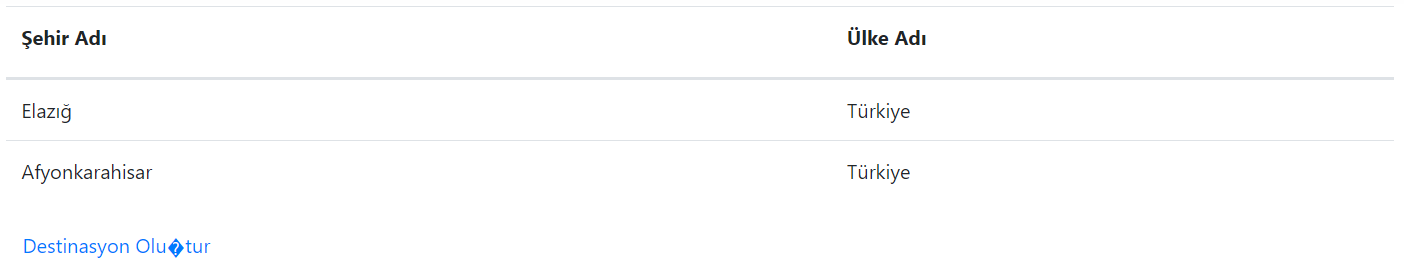 Şehir Adı Ülke Adı
Elazığ Türkiye
Afyonkarahisar Türkiye
Destinasyon Olu�tur